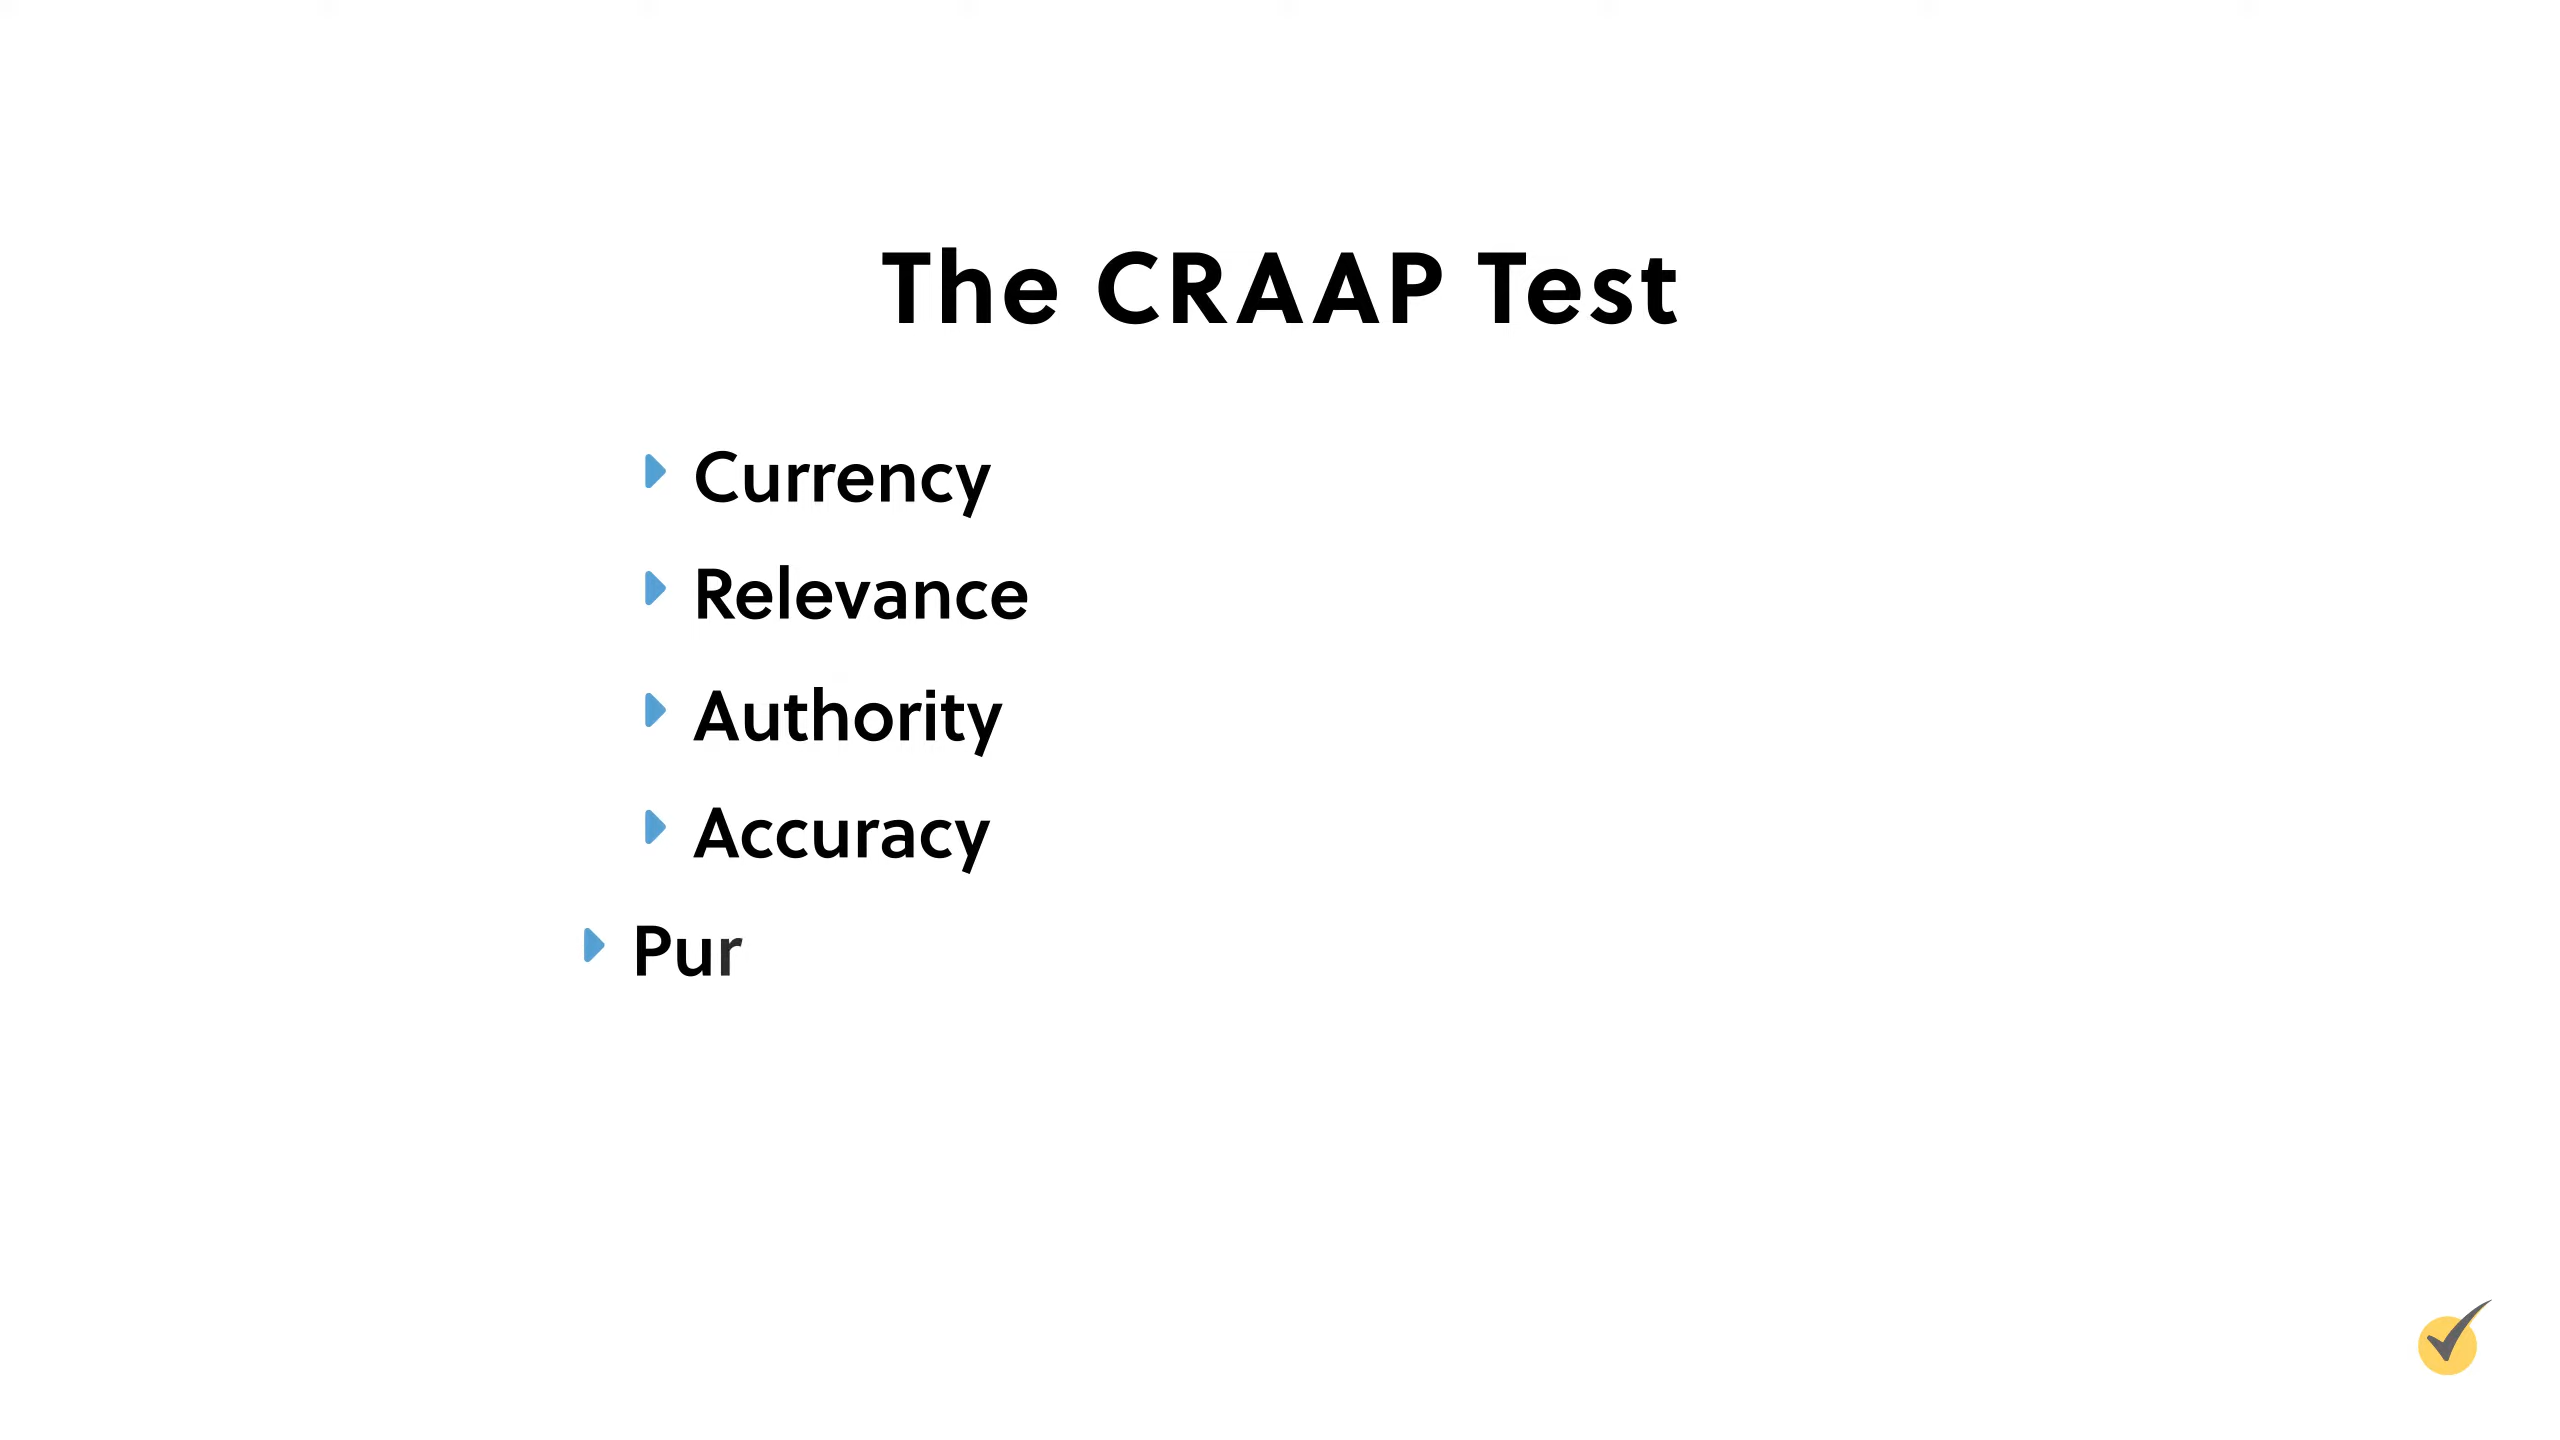 The CRAAP Test
Currency
Relevance
Authority
Accuracy
Pur